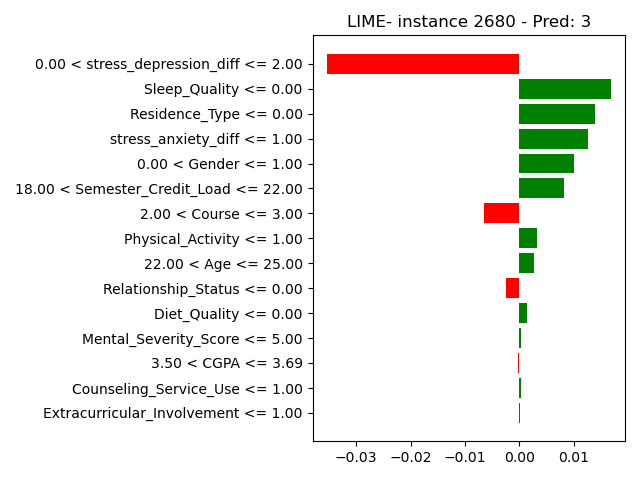 LIME- instance 2680 - Pred: 3
0.00 < stress_depression_diff <= 2.00
Sleep_Quality <= 0.00
Residence_Type <= 0.00
stress_anxiety_diff <= 1.00
0.00 < Gender <= 1.00
18.00 < Semester_Credit_Load <= 22.00
2.00 < Course <= 3.00
Physical_Activity <= 1.00
22.00 < Age <= 25.00
Relationship_Status <= 0.00
Diet_Quality <= 0.00
Mental_Severity_Score <= 5.00
3.50 < CGPA <= 3.69
Counseling_Service_Use <= 1.00
Extracurricular_Involvement <= 1.00
−0.03 −0.02 −0.01 0.00 0.01